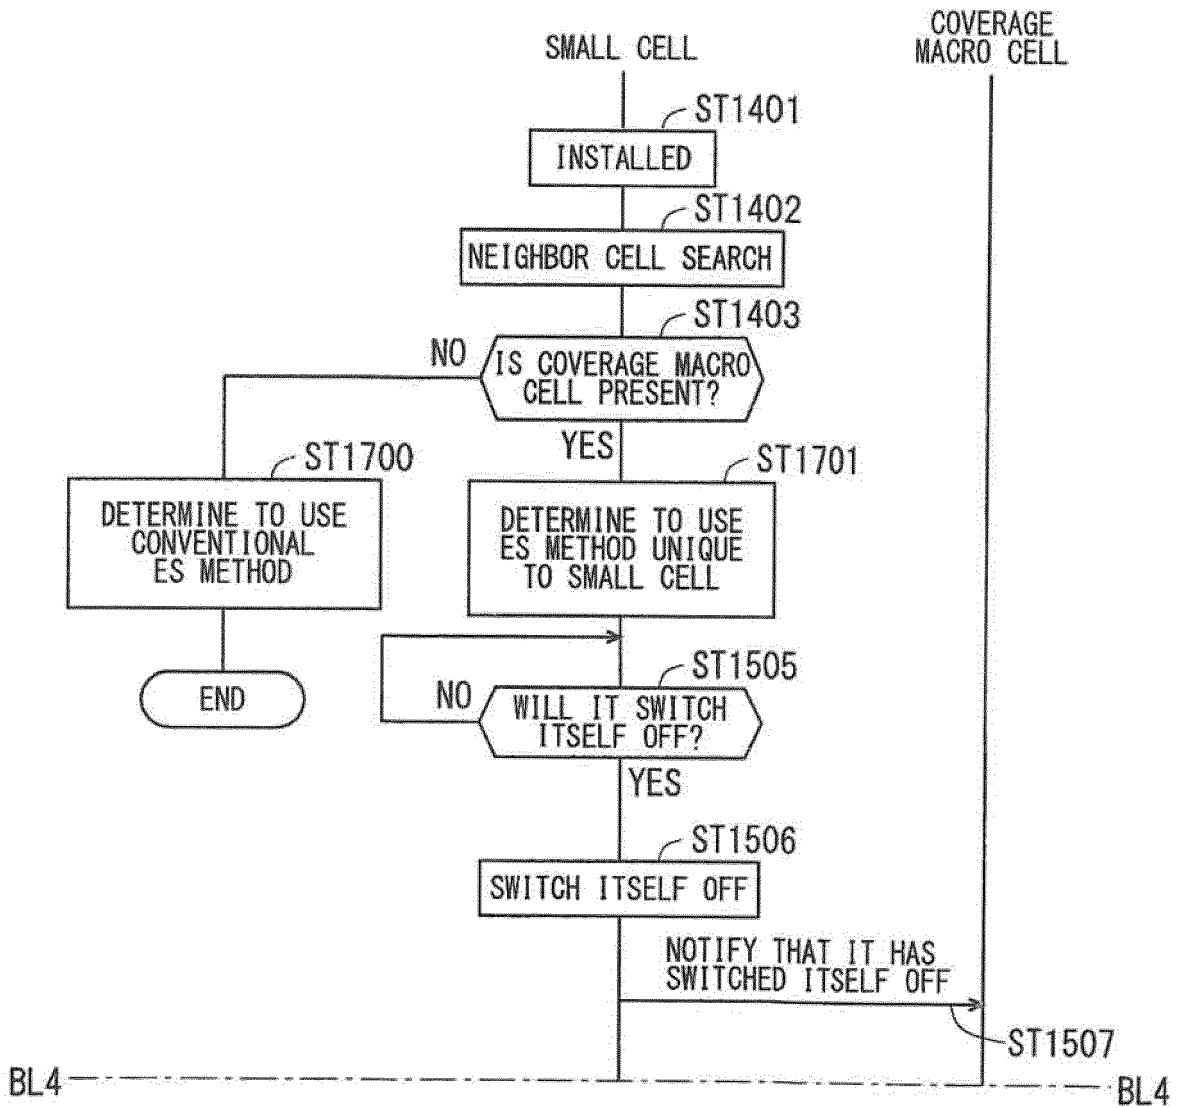 SMALL CELL
COVERAGE
MACRO CELL
ST1401
INSTALLED
ST1402
NEIGHBOR CELL SEARCH
ST1403
NO
IS COVERAGE MACRO
CELL PRESENT?
YES
ST1700
DETERMINE TO USE
CONVENTIONAL
ES METHOD
END
ST1701
DETERMINE TO USE
ES METHOD UNIQUE
TO SMALL CELL
ST1505
NO
WILL IT SWITCH
ITSELF OFF?
YES
ST1506
SWITCH ITSELF OFF
NOTIFY THAT IT HAS
SWITCHED ITSELF OFF
ST1507
BL4
BL4